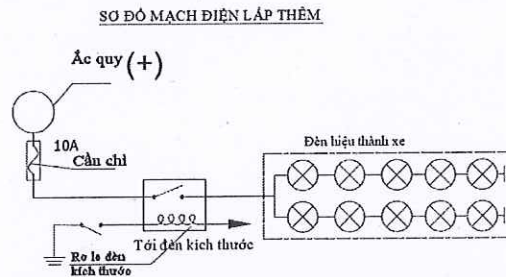 SƠ ĐỒ MẠCH ĐIỆN LẮP THÊM
Ắc quy (+)
10A
Cần chì
Đèn hiệu thành xe
Tới đèn kích thước
Rơ le đèn
kích thước